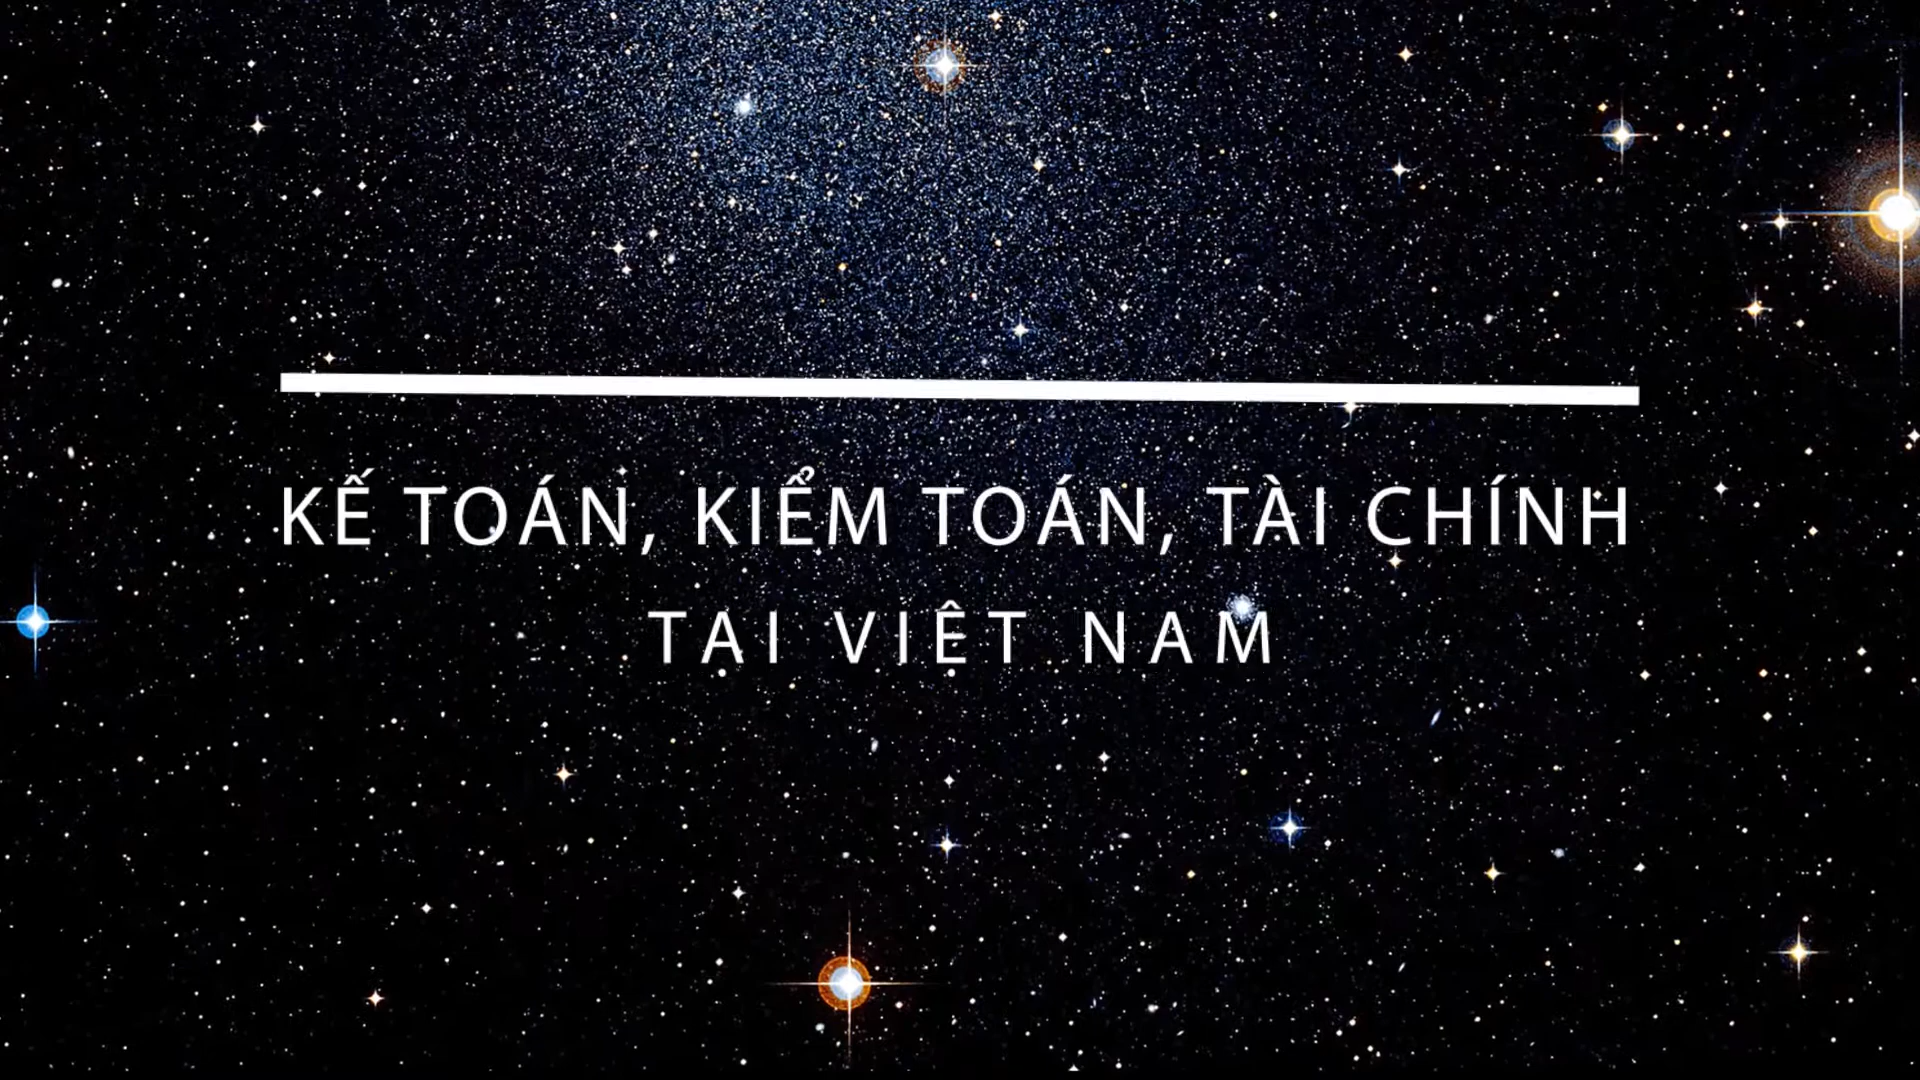 KẾ TOÁN, KIỂM TOÁN, TÀI CHÍNH
TẠI VIỆT NAM